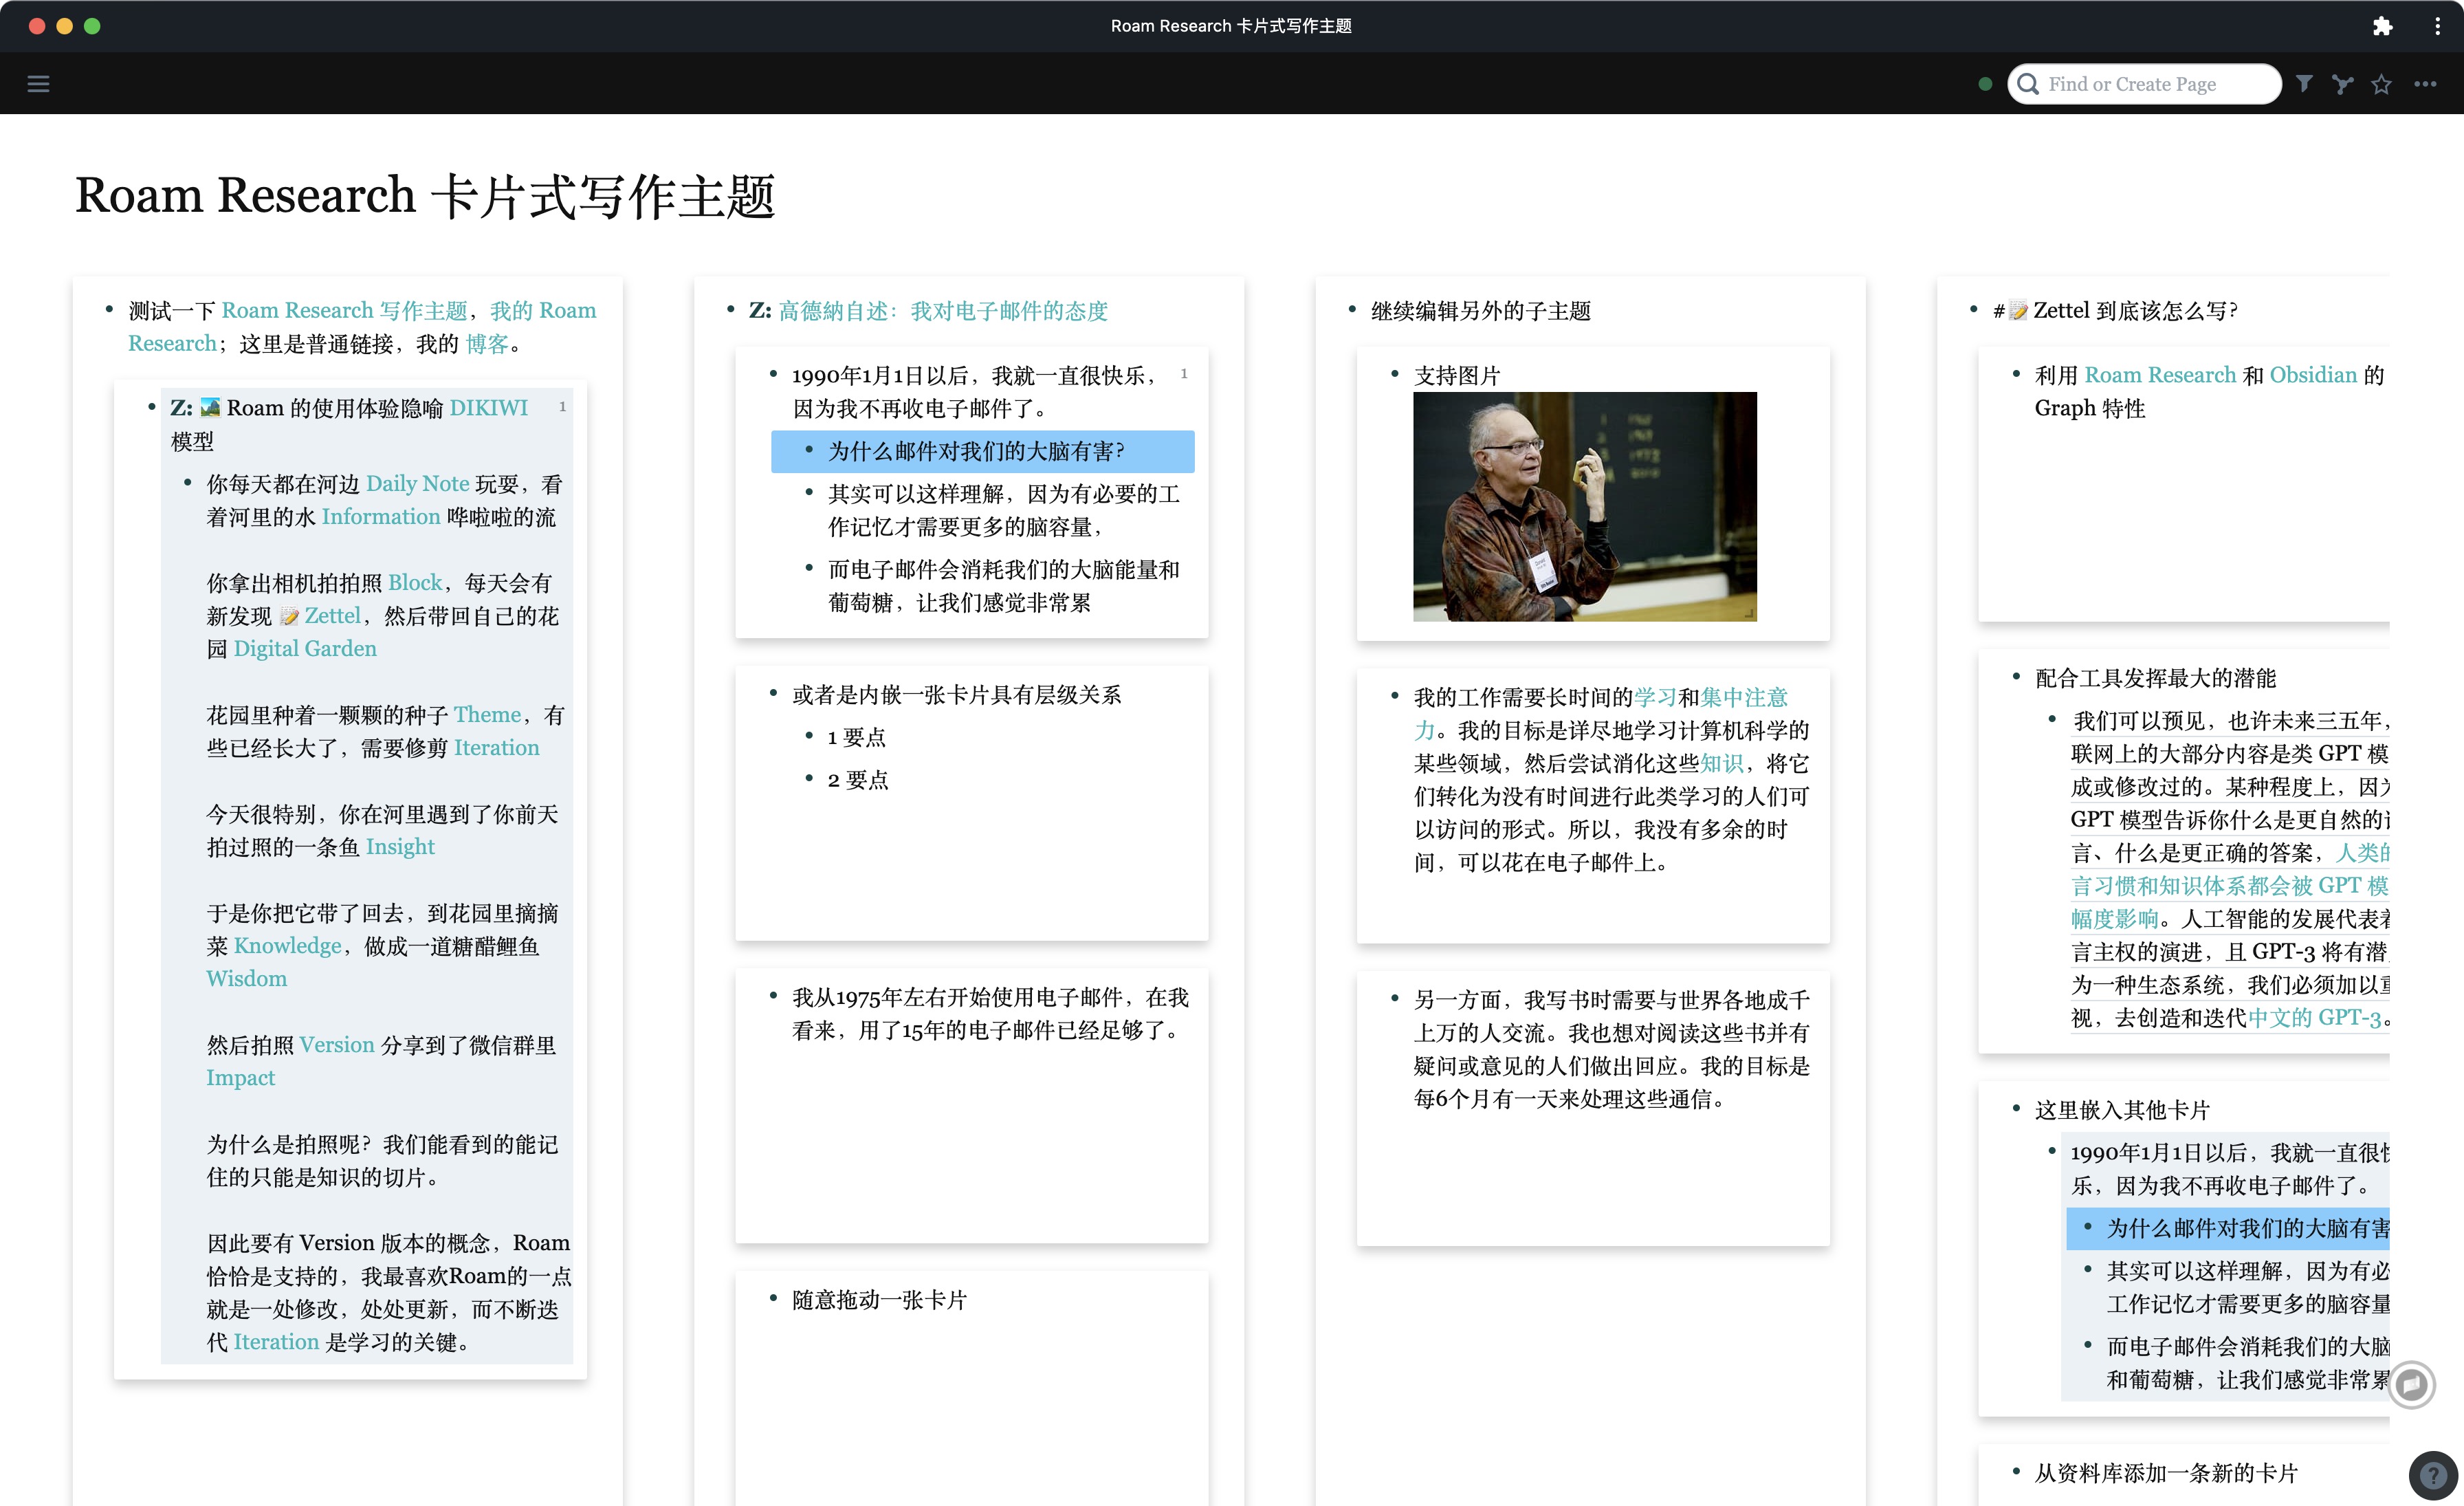 Roam Research 卡片式写作主题
Find or Create Page
Roam Research 卡片式写作主题
测试一下 Roam Research 写作主题，我的 Roam
Research；这里是普通链接，我的 博客。
Z: 🏞 Roam 的使用体验隐喻 DIKIWI
模型
1
你每天都在河边 Daily Note 玩耍，看
着河里的水 Information 哗啦啦的流
你拿出相机拍拍照 Block，每天会有
新发现 📝 Zettel，然后带回自己的花
园 Digital Garden
花园里种着一颗颗的种子 Theme，有
些已经长大了，需要修剪 Iteration
今天很特别，你在河里遇到了你前天
拍过照的一条鱼 Insight
于是你把它带了回去，到花园里摘摘
菜 Knowledge，做成一道糖醋鲤鱼
Wisdom
然后拍照 Version 分享到了微信群里
Impact
为什么是拍照呢？我们能看到的能记
住的只能是知识的切片。
因此要有 Version 版本的概念，Roam
恰恰是支持的，我最喜欢Roam的一点
就是一处修改，处处更新，而不断迭
代 Iteration 是学习的关键。
Z: 高德纳自述：我对电子邮件的态度
1990年1月1日以后，我就一直很快乐，
因为我不再收电子邮件了。
1
为什么邮件对我们的大脑有害？
其实可以这样理解，因为有必要的工
作记忆才需要更多的脑容量，
而电子邮件会消耗我们的大脑能量和
葡萄糖，让我们感觉非常累
或者是内嵌一张卡片具有层级关系
1 要点
2 要点
我从1975年左右开始使用电子邮件，在我
看来，用了15年的电子邮件已经足够了。
随意拖动一张卡片
继续编辑另外的子主题
支持图片
我的工作需要长时间的学习和集中注意
力。我的目标是详尽地学习计算机科学的
某些领域，然后尝试消化这些知识，将它
们转化为没有时间进行此类学习的人们可
以访问的形式。所以，我没有多余的时
间，可以花在电子邮件上。
另一方面，我写书时需要与世界各地成千
上万的人交流。我也想对阅读这些书并有
疑问或意见的人们做出回应。我的目标是
每6个月有一天来处理这些通信。
#📝 Zettel 到底该怎么写？
利用 Roam Research 和 Obsidian 的
Graph 特性
配合工具发挥最大的潜能
我们可以预见，也许未来三五年，
联网上的大部分内容是类 GPT 模
成或修改过的。某种程度上，因
GPT 模型告诉你什么是更自然的
言、什么是更正确的答案，人类的
言习惯和知识体系都会被 GPT 模
幅度影响。人工智能的发展代表着
言主权的演进，且 GPT-3 将有潜
为一种生态系统，我们必须加以重
视，去创造和迭代中文的 GPT-3。
这里嵌入其他卡片
1990年1月1日以后，我就一直很快
乐，因为我不再收电子邮件了。
为什么邮件对我们的大脑有害
其实可以这样理解，因为有必
工作记忆才需要更多的脑容量
而电子邮件会消耗我们的大脑
和葡萄糖，让我们感觉非常累
从资料库添加一条新的卡片